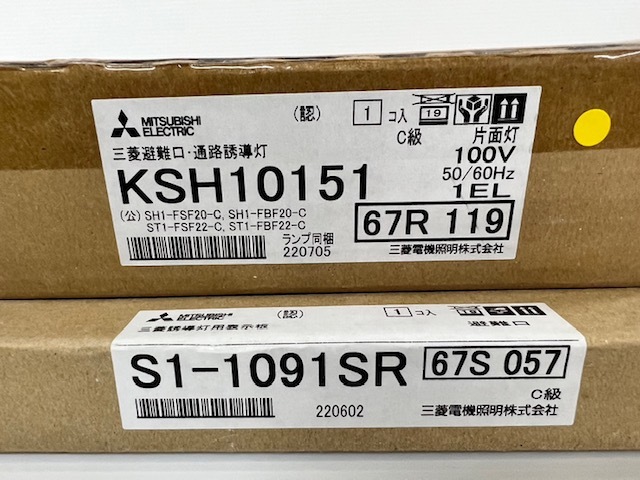 MITSUBISHI
ELECTRIC
(認)
1 コ入
19
C級
片面灯
三菱避難口・通路誘導灯
100V
50/60Hz
1EL
KSH10151
(公) SH1-FSF20-C, SH1-FBF20-C
ST1-FSF22-C, ST1-FBF22-C
67R 119
ランプ同梱
220705
三菱電機照明株式会社
MITSUBISHI
ELECTRIC
(認)
1 コ入
避難口
三菱誘導灯用表示板
S1-1091SR
67S 057
C級
220602
三菱電機照明株式会社